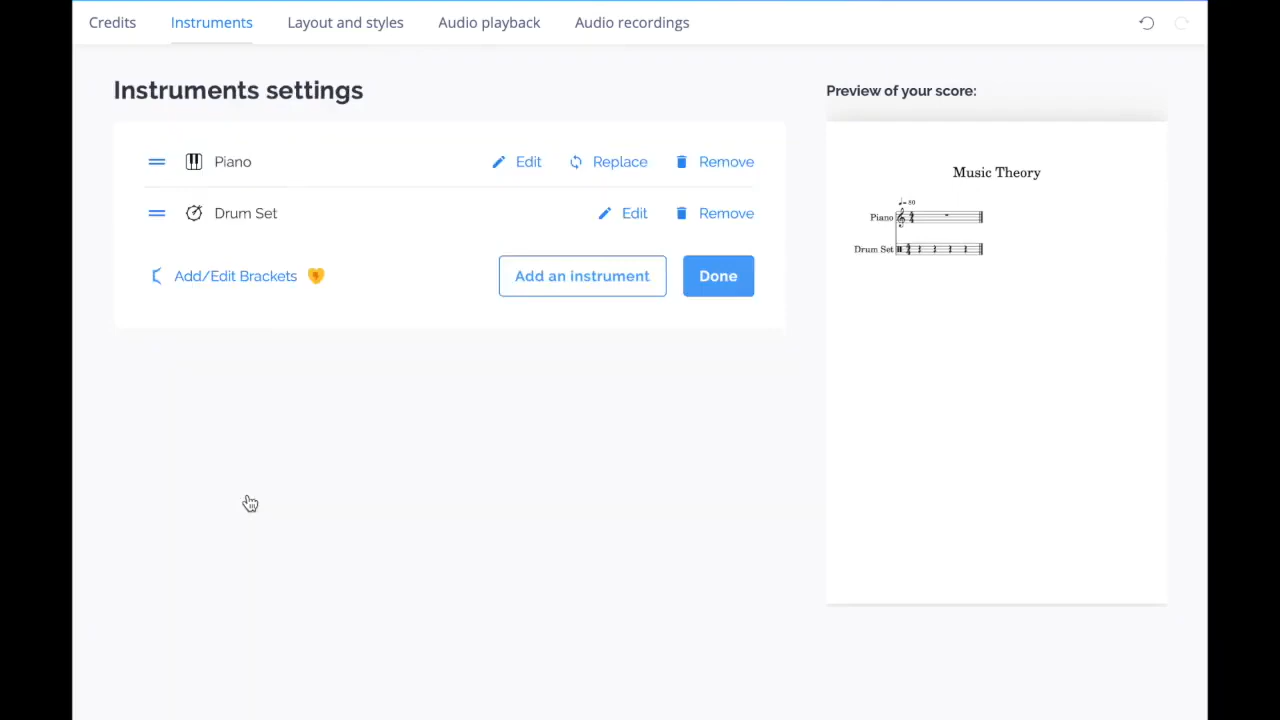 Credits Instruments Layout and styles Audio playback Audio recordings
Instruments settings
Preview of your score:
Piano Edit Replace Remove
Drum Set Edit Remove
Add/Edit Brackets Add an instrument Done
Music Theory
= 80
Piano
Drum Set